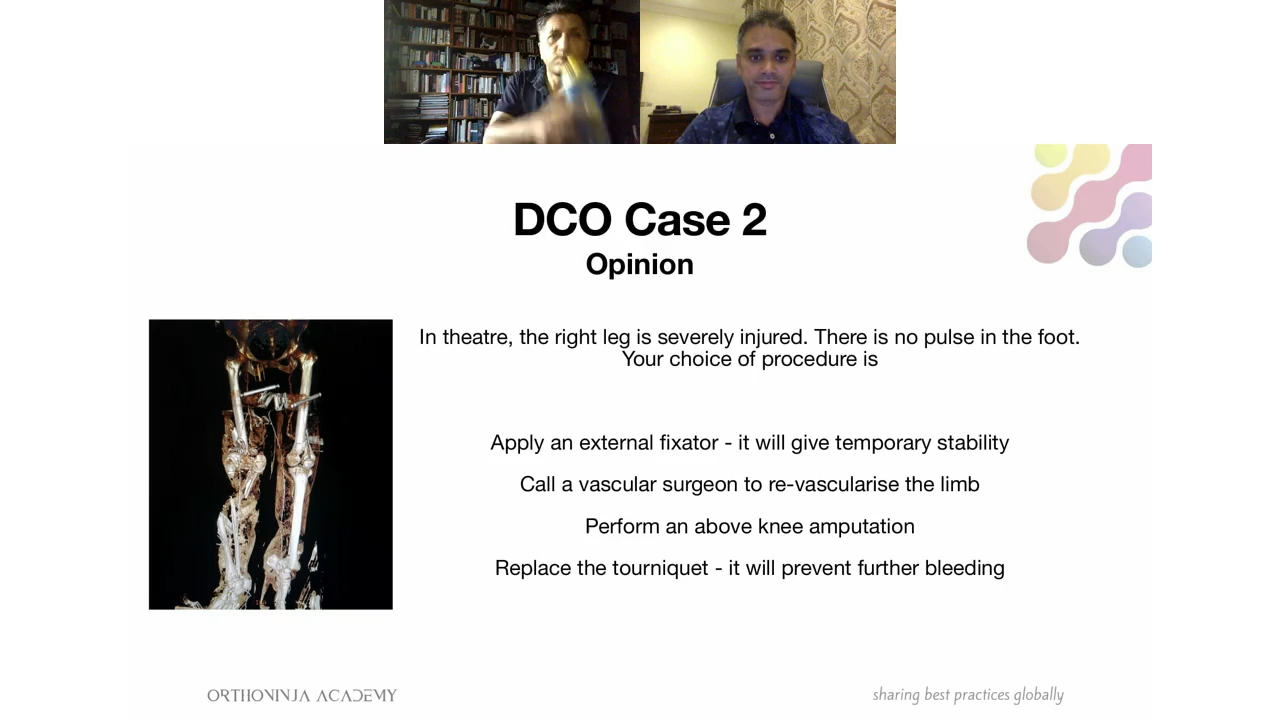 DCO Case 2
Opinion
In theatre, the right leg is severely injured. There is no pulse in the foot.
Your choice of procedure is
Apply an external fixator - it will give temporary stability
Call a vascular surgeon to re-vascularise the limb
Perform an above knee amputation
Replace the tourniquet - it will prevent further bleeding
ORTHONINJA ACADEMY
sharing best practices globally